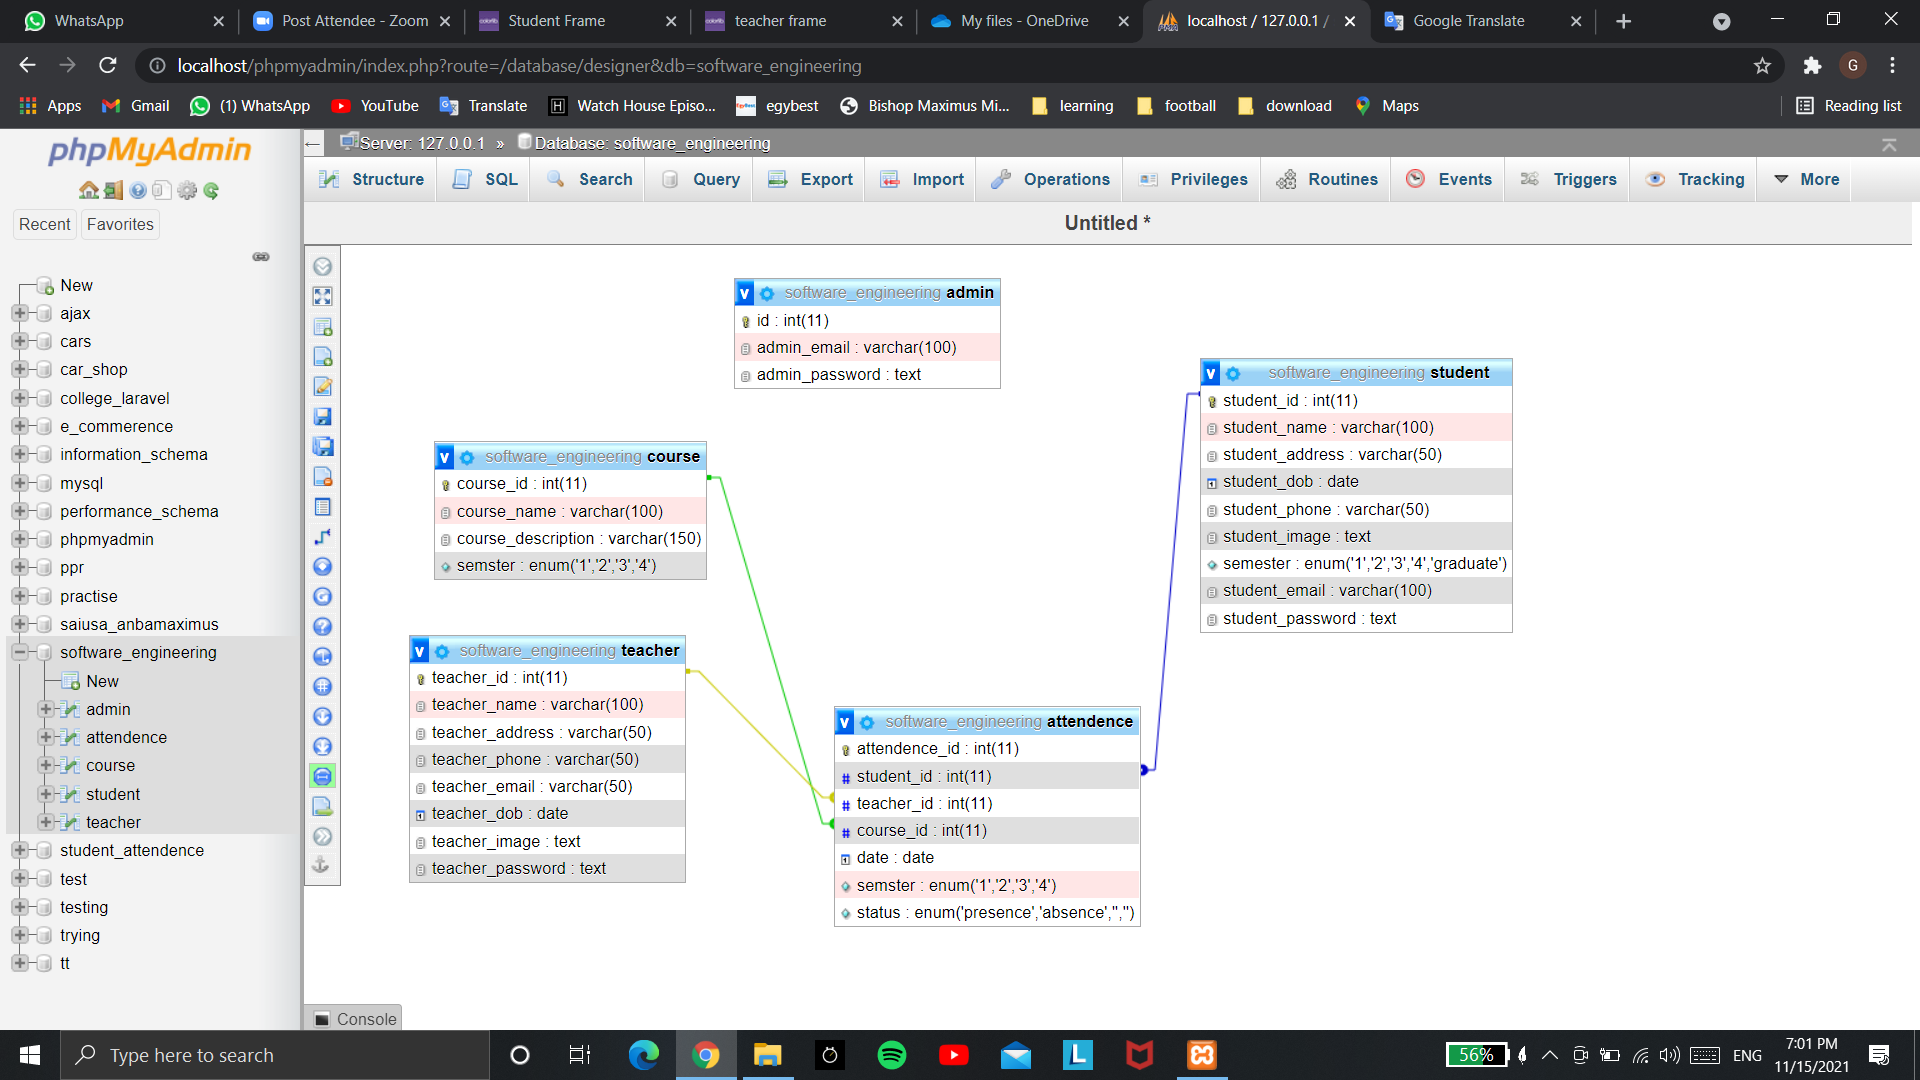 WhatsApp
Post Attendee - Zoom
Student Frame
teacher frame
My files - OneDrive
localhost / 127.0.0.1 /
Google Translate
localhost/phpmyadmin/index.php?route=/database/designer&db=software_engineering
G
Apps
Gmail
(1) WhatsApp
YouTube
Translate
Watch House Episo...
egybest
Bishop Maximus Mi...
learning
football
download
Maps
Reading list
phpMyAdmin
Server: 127.0.0.1 » Database: software_engineering
Structure
SQL
Search
Query
Export
Import
Operations
Privileges
Routines
Events
Triggers
Tracking
More
Recent
Favorites
Untitled *
New
ajax
cars
car_shop
college_laravel
e_commerence
information_schema
mysql
performance_schema
phpmyadmin
ppr
practise
saiusa_anbamaximus
software_engineering
New
admin
attendence
course
student
teacher
student_attendence
test
testing
trying
tt
v software_engineering admin
id : int(11)
admin_email : varchar(100)
admin_password : text
v software_engineering student
student_id : int(11)
student_name : varchar(100)
student_address : varchar(50)
student_dob : date
student_phone : varchar(50)
student_image : text
semester : enum('1','2','3','4','graduate')
student_email : varchar(100)
student_password : text
v software_engineering course
course_id : int(11)
course_name : varchar(100)
course_description : varchar(150)
semster : enum('1','2','3','4')
v software_engineering teacher
teacher_id : int(11)
teacher_name : varchar(100)
teacher_address : varchar(50)
teacher_phone : varchar(50)
teacher_email : varchar(50)
teacher_dob : date
teacher_image : text
teacher_password : text
v software_engineering attendence
attendence_id : int(11)
# student_id : int(11)
# teacher_id : int(11)
# course_id : int(11)
date : date
semster : enum('1','2','3','4')
status : enum('presence','absence','','')
Console
Type here to search
56%
ENG
7:01 PM
11/15/2021